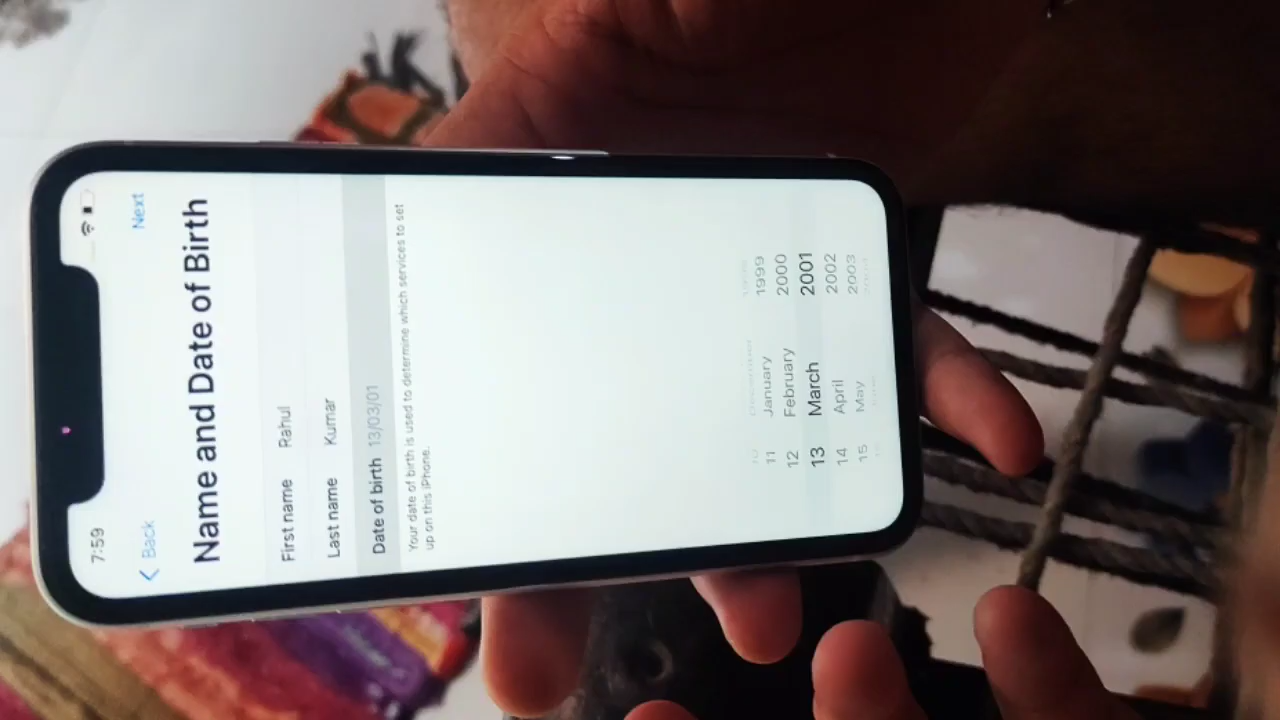 7:59
Back Next
Name and Date of Birth
First name Rahul
Last name Kumar
Date of birth 13/03/01
Your date of birth is used to determine which services to set
up on this iPhone.
10 December
11 January 1999
12 February 2000
13 March 2001
14 April 2002
15 May 2003